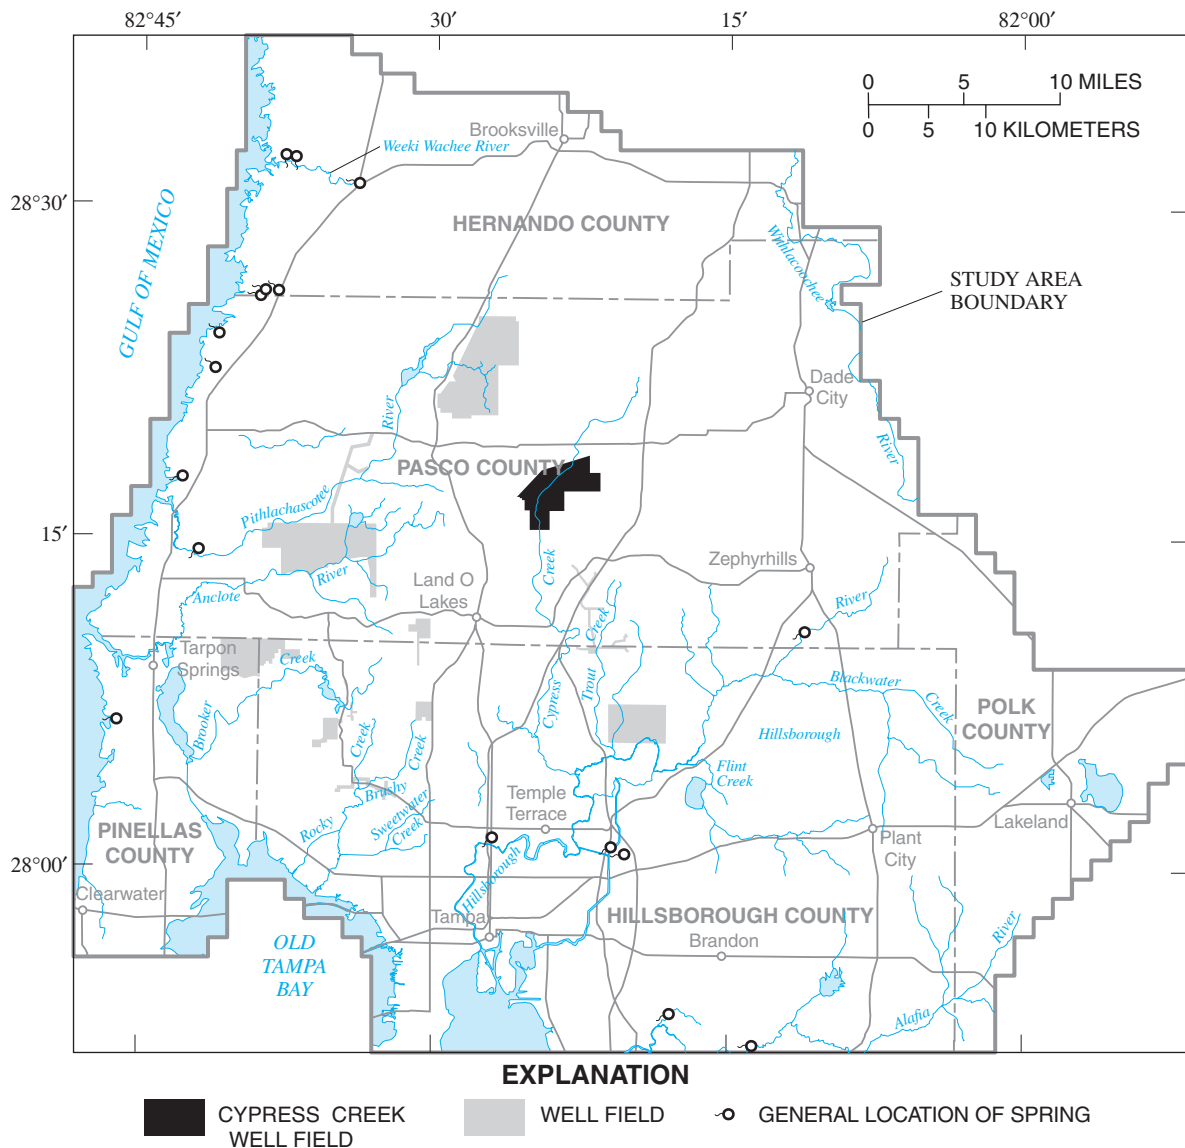 82°45′ 30′ 15′ 82°00′
0 5 10 MILES
0 5 10 KILOMETERS
Brooksville
Weeki Wachee River
28°30′
HERNANDO COUNTY
GULF OF MEXICO
Withlacoochee
STUDY AREA
BOUNDARY
Dade
City
River
River
PASCO COUNTY
Pithlachascotee
15′
Creek
Zephyrhills
River
Land O
Lakes
Anclote
River
Creek
Tarpon
Springs
Creek
Blackwater
Creek
POLK
COUNTY
Brooker
Creek
Creek
Cypress
Trout
Hillsborough
Flint
Creek
Brushy
Temple
Terrace
Sweetwater
Creek
Rocky
Lakeland
PINELLAS
COUNTY
Plant
City
28°00′
Hillsborough
Clearwater
Tampa
HILLSBOROUGH COUNTY
Brandon
River
OLD
TAMPA
BAY
Alafia
EXPLANATION
CYPRESS CREEK
WELL FIELD
WELL FIELD
GENERAL LOCATION OF SPRING